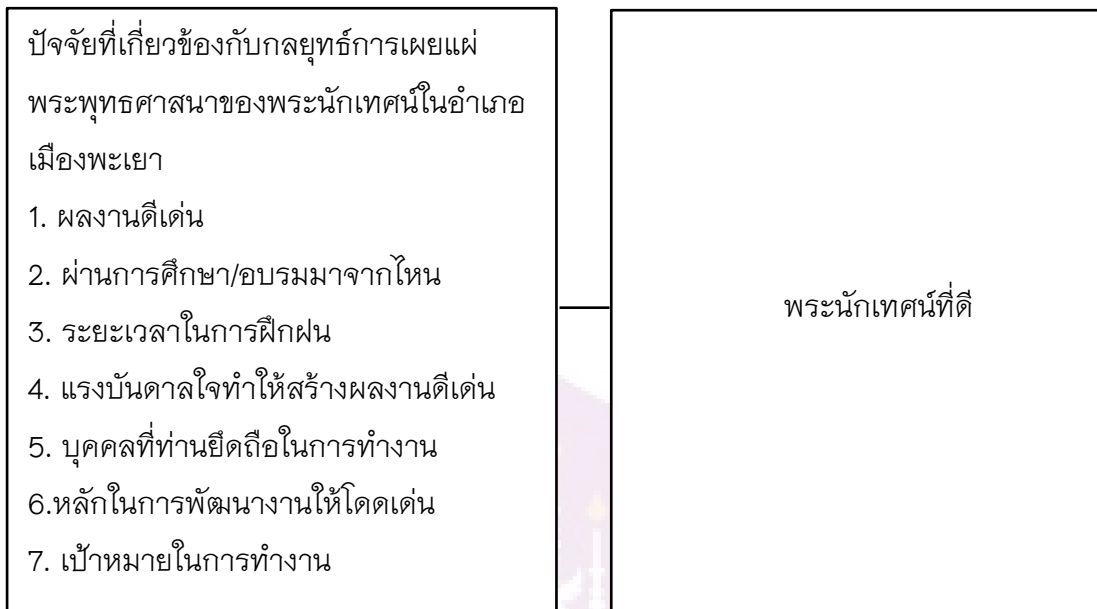 ปัจจัยที่เกี่ยวข้องกับกลยุทธ์การเผยแผ่
พระพุทธศาสนาของพระนักเทศน์ในอำเภอ
เมืองพะเยา
1. ผลงานดีเด่น
2. ผ่านการศึกษา/อบรมมาจากไหน
3. ระยะเวลาในการฝึกฝน
4. แรงบันดาลใจทำให้สร้างผลงานดีเด่น
5. บุคคลที่ท่านยึดถือในการทำงาน
6.หลักในการพัฒนางานให้โดดเด่น
7. เป้าหมายในการทำงาน
พระนักเทศน์ที่ดี